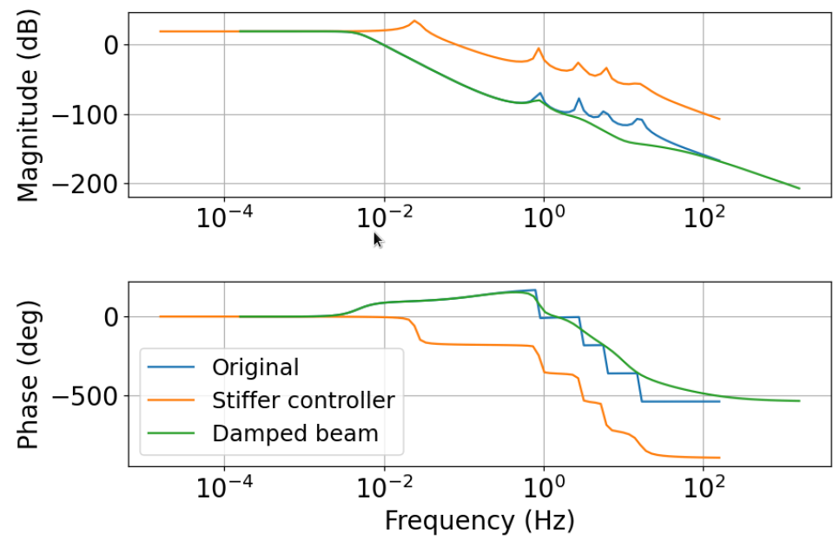 Magnitude (dB)
0
−100
−200
10⁻⁴ 10⁻² 10⁰ 10²
Phase (deg)
0
−500
Original
Stiffer controller
Damped beam
10⁻⁴ 10⁻² 10⁰ 10²
Frequency (Hz)